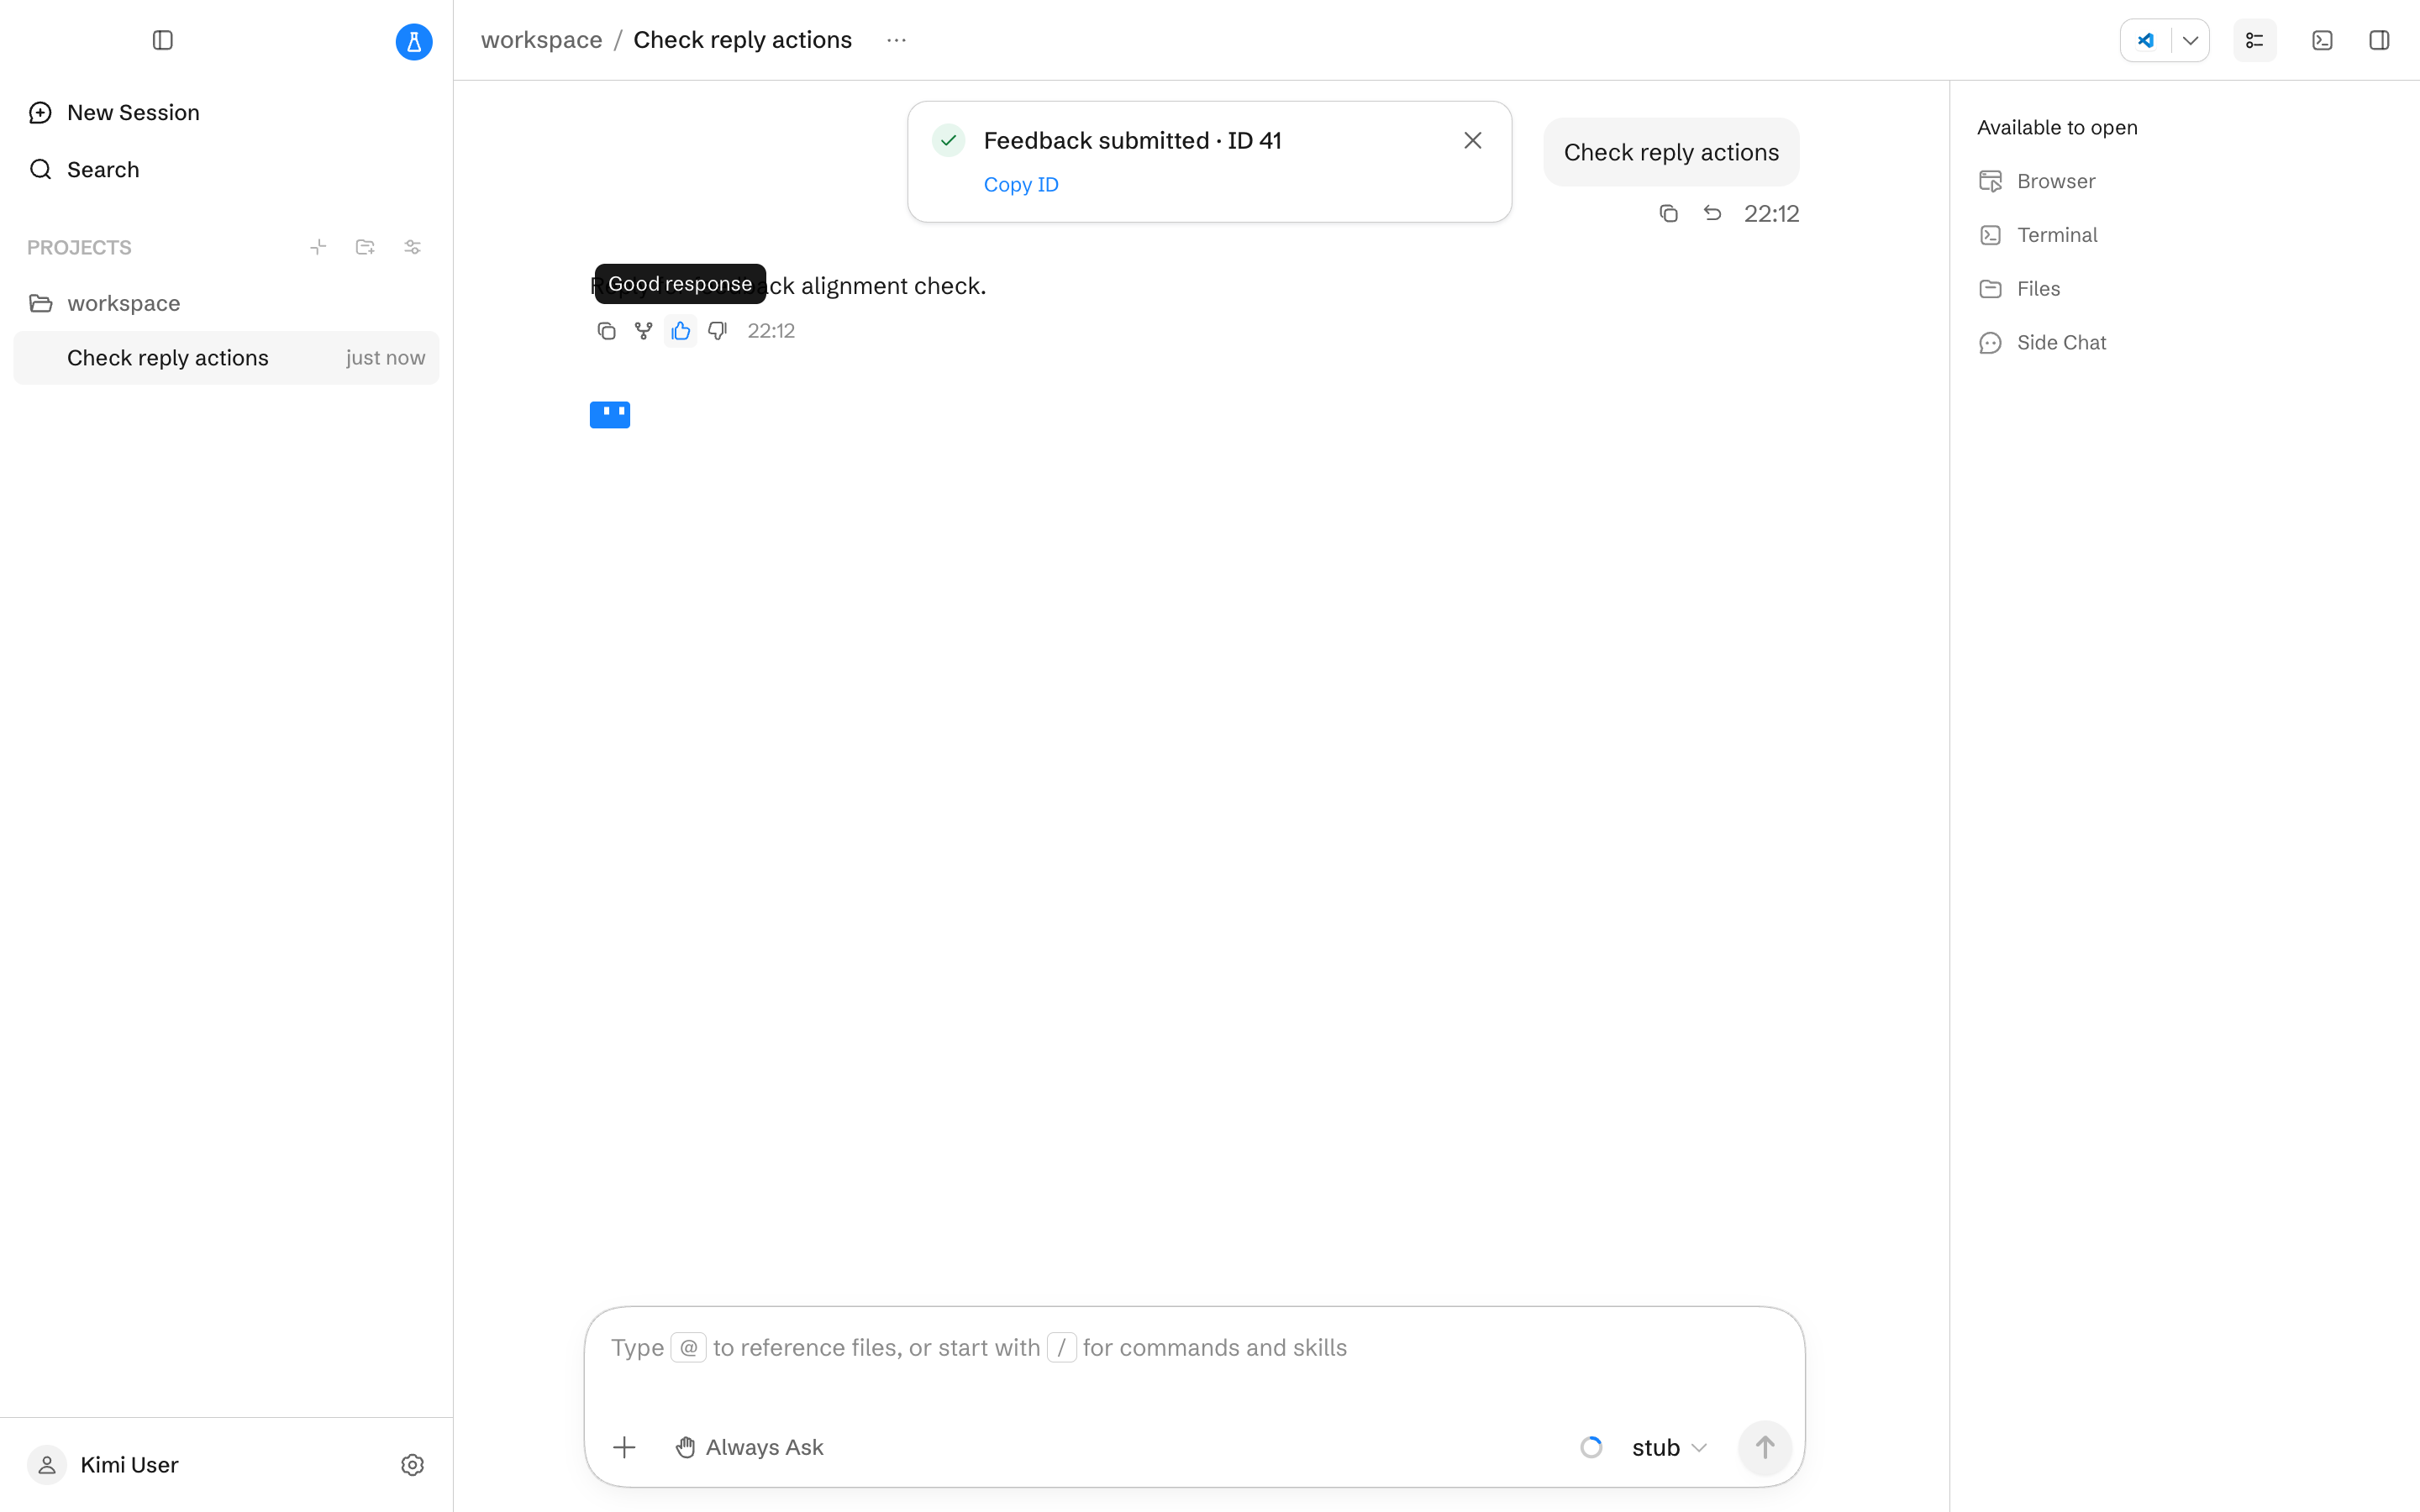 workspace / Check reply actions
New Session
Search
PROJECTS
workspace
Check reply actions just now
Kimi User
Feedback submitted · ID 41
Copy ID
Check reply actions
22:12
Good response
ack alignment check.
22:12
Type @ to reference files, or start with / for commands and skills
Always Ask
stub
Available to open
Browser
Terminal
Files
Side Chat